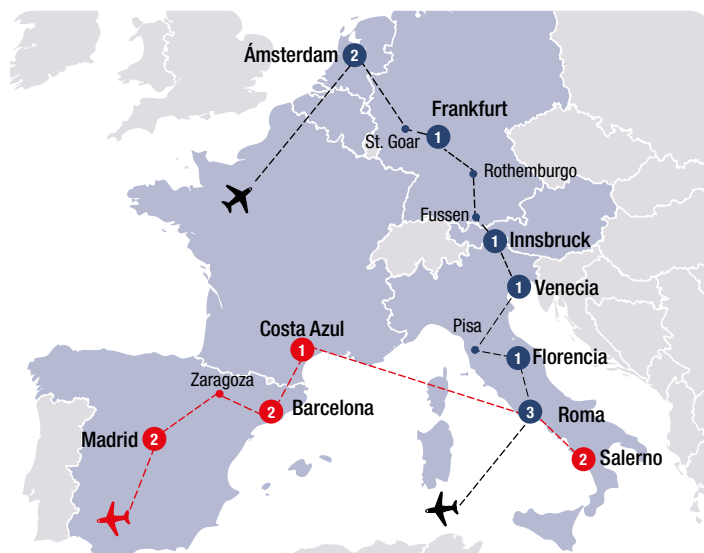 Ámsterdam
2
Frankfurt
1
St. Goar
Rothemburgo
Fussen
1
Innsbruck
1
Venecia
Costa Azul
1
Pisa
1
Florencia
Zaragoza
2
Barcelona
3
Roma
Madrid
2
2
Salerno